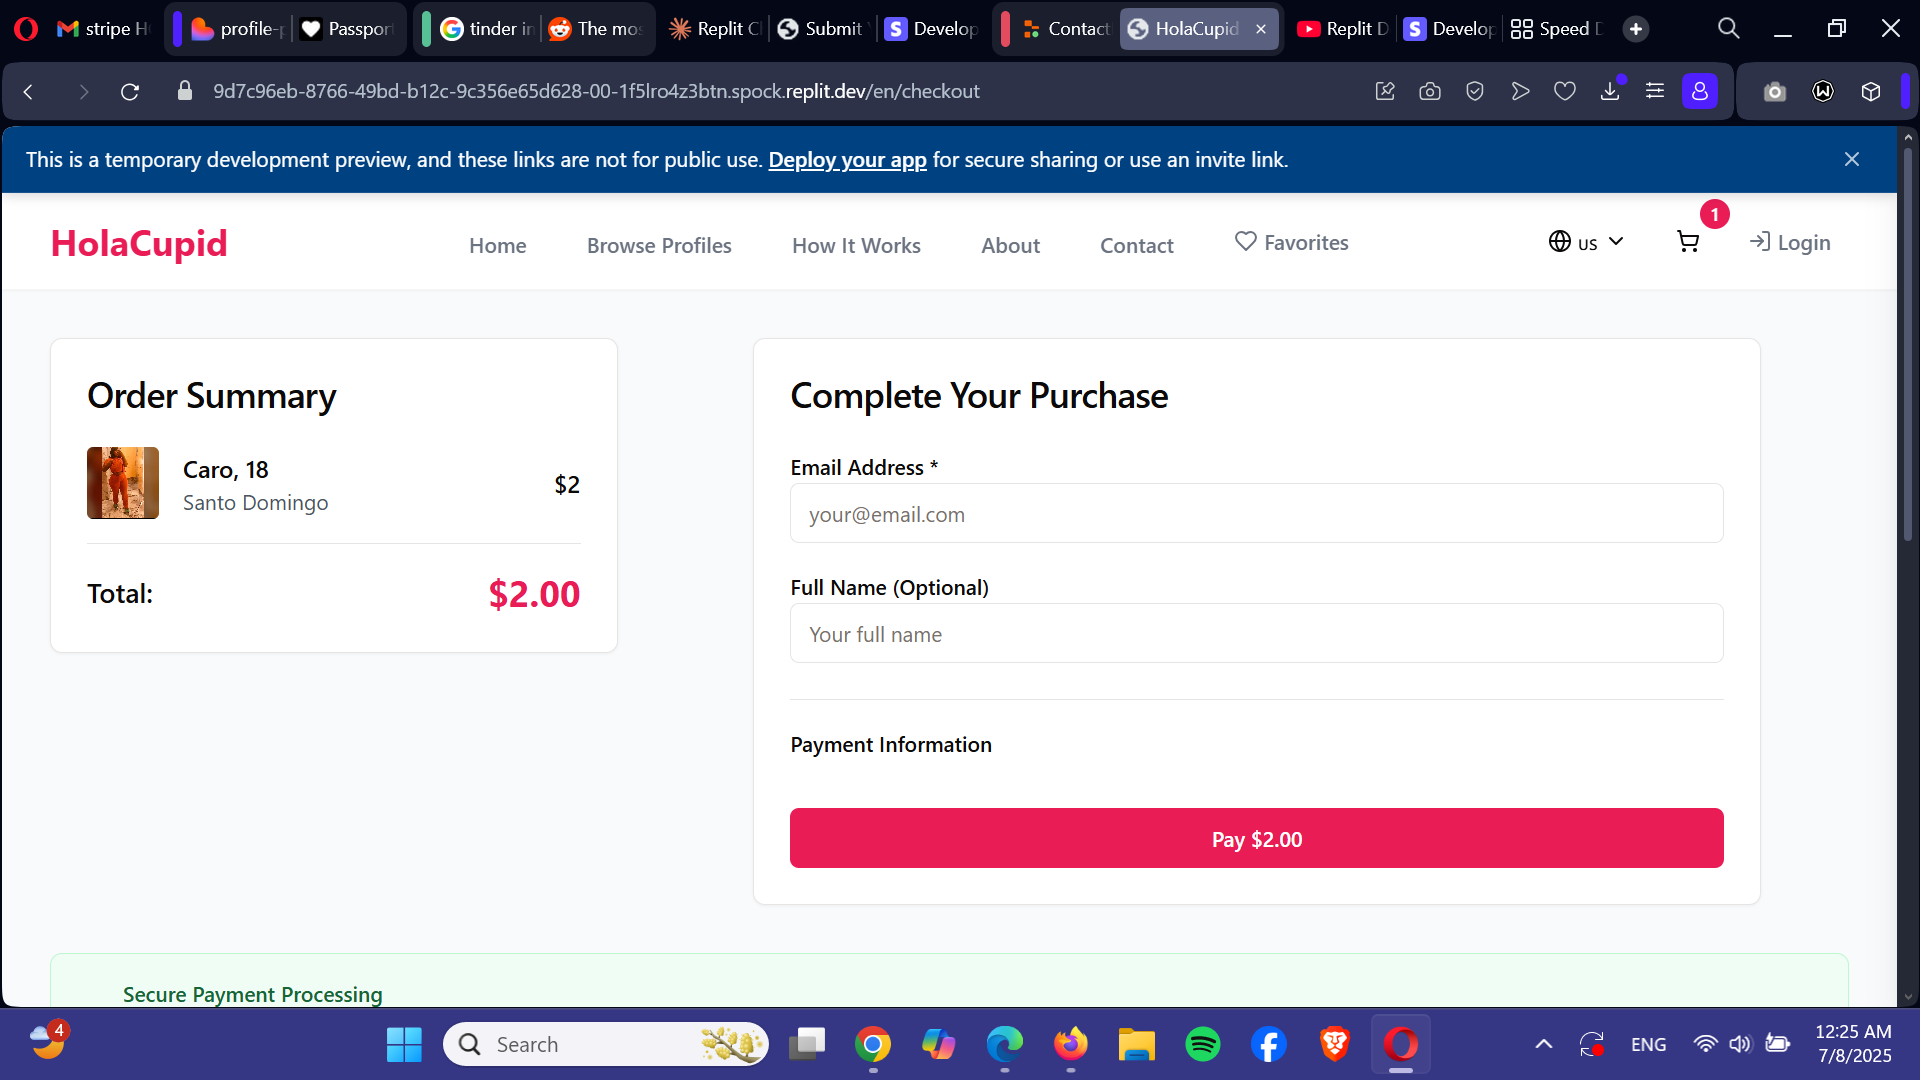 stripe H
profile-p
Passpor
tinder in
The mos
Replit Cl
Submit
Develop
Contact
HolaCupid
Replit D
Develop
Speed D
9d7c96eb-8766-49bd-b12c-9c356e65d628-00-1f5lro4z3btn.spock.replit.dev/en/checkout
This is a temporary development preview, and these links are not for public use. Deploy your app for secure sharing or use an invite link.
HolaCupid
Home
Browse Profiles
How It Works
About
Contact
Favorites
us
1
Login
Order Summary
Caro, 18
Santo Domingo
$2
Total:
$2.00
Complete Your Purchase
Email Address *
your@email.com
Full Name (Optional)
Your full name
Payment Information
Pay $2.00
Secure Payment Processing
4
Search
ENG
12:25 AM
7/8/2025